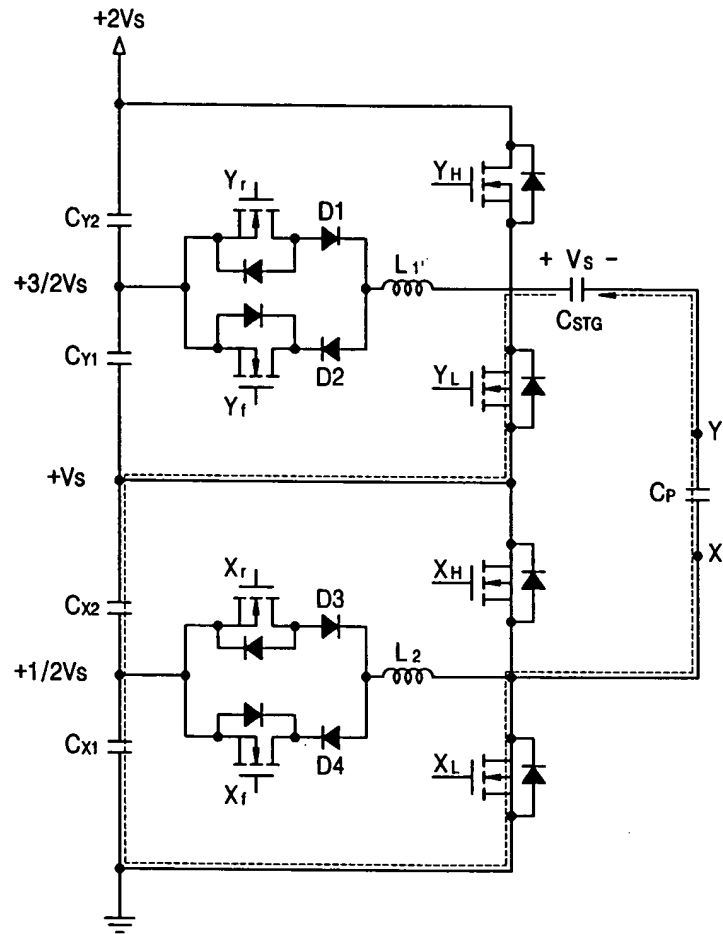 +2Vs
YH
Yr
D1
CY2
L1'
+ Vs -
+3/2Vs
CSTG
CY1
D2
YL
Yf
Y
+Vs
CP
X
Xr
XH
D3
CX2
L2
+1/2Vs
CX1
D4
XL
Xf